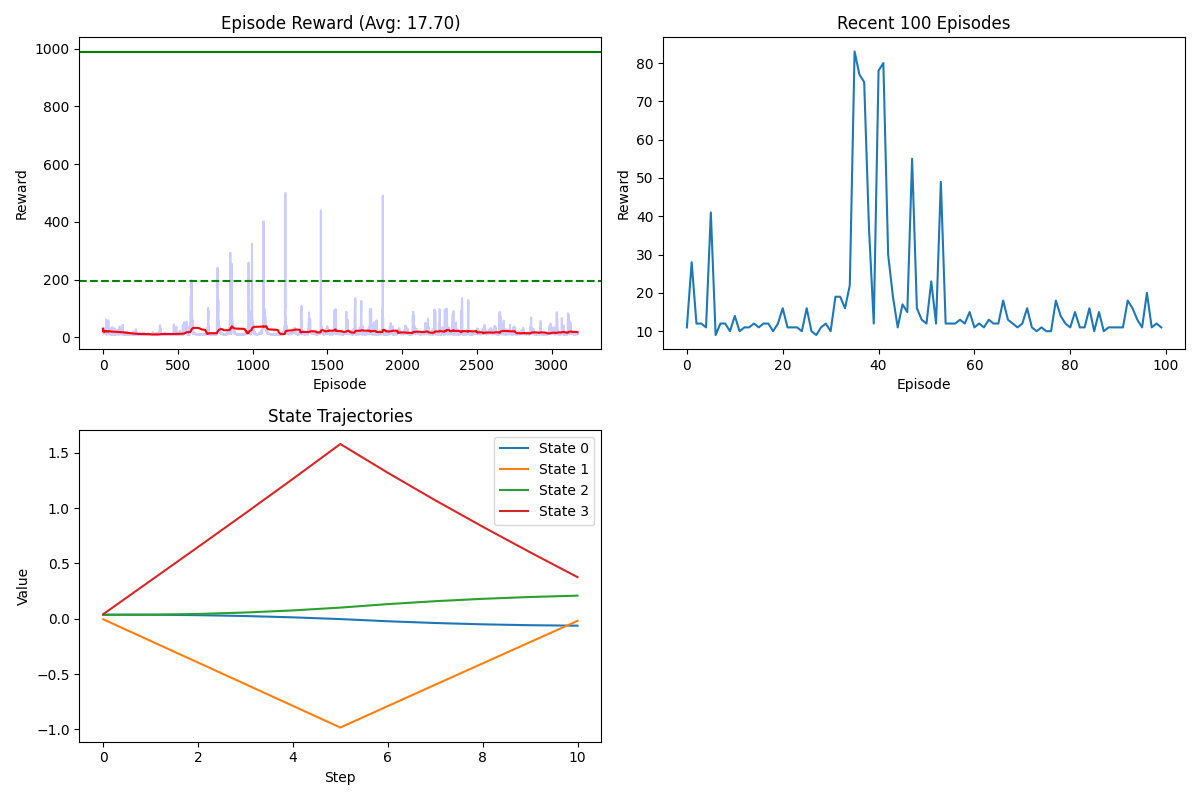 Episode Reward (Avg: 17.70)
1000
800
600
400
200
0
Reward
0 500 1000 1500 2000 2500 3000
Episode
Recent 100 Episodes
80
70
60
50
40
30
20
10
Reward
0 20 40 60 80 100
Episode
State Trajectories
1.5
1.0
0.5
0.0
−0.5
−1.0
Value
State 0
State 1
State 2
State 3
0 2 4 6 8 10
Step